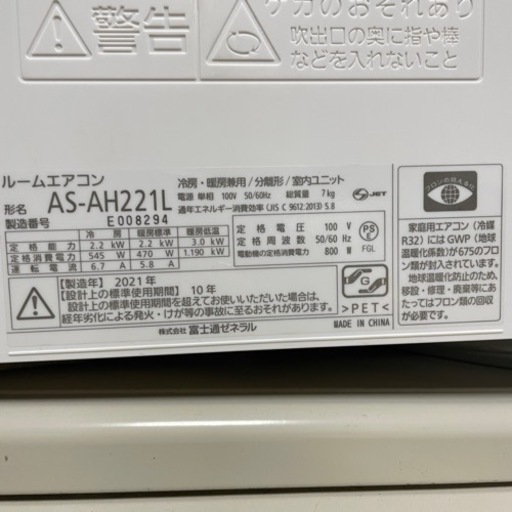 警告
ケガのおそれあり
吹出口の奥に指や棒
などを入れないこと
ルームエアコン
形名 AS-AH221L
製造番号 E008294
冷房・暖房兼用/分離形/室内ユニット
電源 単相 100V 50/60Hz 総質量 7kg
通年エネルギー消費効率 (JIS C 9612:2013) 5.8
JET
冷房 暖房標準 暖房低温
定格能力 2.2 kW 2.2 kW 3.0 kW
定格消費電力 545 W 470 W 1,190 kW
運転電流 6.7 A 5.8 A
定格電圧 100 V
定格周波数 50/60 Hz
電動機の定格消費電力 800 W
PS E
FGL
【製造年】2021年
【設計上の標準使用期間】10年
設計上の標準使用期間を超えてお使いいただいた場合は、
経年劣化による発火・けが等の事故に至るおそれがあります。
株式会社 富士通ゼネラル
G
>PET<
MADE IN CHINA
フロンの見える化
家庭用エアコン(冷媒
R32)にはGWP(地球
温暖化係数)が675のフロン
類が封入されています。
地球温暖化防止のため、
移設・修理・廃棄等にあ
たってはフロン類の回収
が必要です。